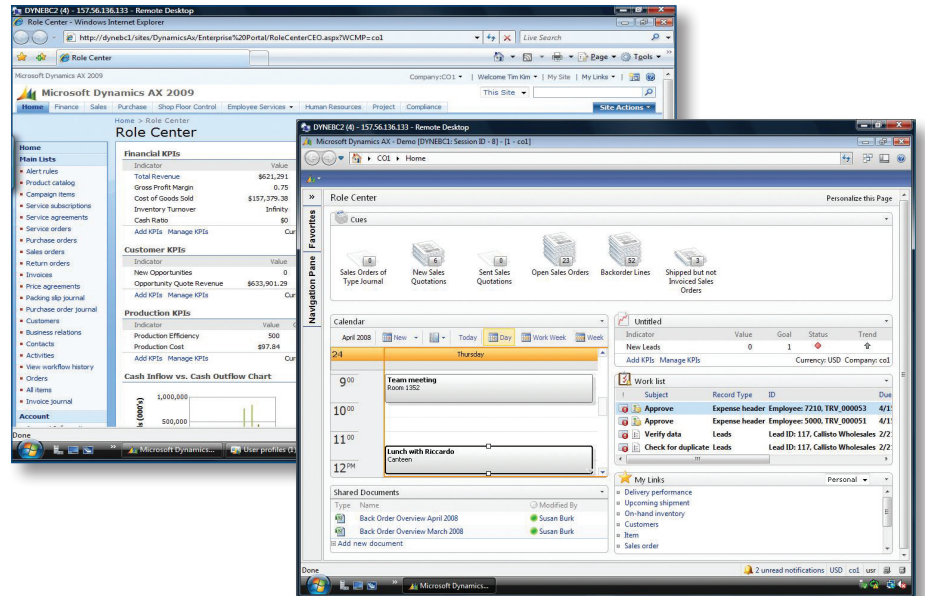 DYNEBC2 (4) - 157.56.136.133 - Remote Desktop
Role Center - Windows Internet Explorer
http://dynebc1/sites/DynamicsAx/Enterprise%20Portal/RoleCenterCEO.aspx?WCMP=co1
Live Search
Role Center
Page Tools
Microsoft Dynamics AX 2009
Company:CO1 | Welcome Tim Kim | My Site | My Links |
Microsoft Dynamics AX 2009
This Site
Home Finance Sales Purchase Shop Floor Control Employee Services Human Resources Project Compliance Site Actions
Home > Role Center
Role Center
Home
Main Lists
Alert rules
Product catalog
Campaign items
Service subscriptions
Service agreements
Service orders
Purchase orders
Sales orders
Return orders
Invoices
Price agreements
Packing slip journal
Purchase order journal
Customers
Business relations
Contacts
Activities
View workflow history
Orders
All items
Invoice journal
Account
Financial KPIs
Indicator Value
Total Revenue $621,291
Gross Profit Margin 0.75
Cost of Goods Sold $157,379.38
Inventory Turnover Infinity
Cash Ratio $0
Add KPIs Manage KPIs Cur
Customer KPIs
Indicator Value
New Opportunities 0
Opportunity Quote Revenue $633,901.29
Add KPIs Manage KPIs Cur
Production KPIs
Indicator Value
Production Efficiency 500
Production Cost $97.84
Add KPIs Manage KPIs Cur
Cash Inflow vs. Cash Outflow Chart
1,000,000
500,000
(000's)
Done
Microsoft Dynamics...
User profiles (1)
DYNEBC2 (4) - 157.56.136.133 - Remote Desktop
Microsoft Dynamics AX - Demo [DYNEBC1: Session ID - 8] - [1 - co1]
CO1 Home
Role Center
Personalize this Page
Favorites
Navigation Pane
Cues
0
6
0
23
52
3
Sales Orders of Type Journal
New Sales Quotations
Sent Sales Quotations
Open Sales Orders
Backorder Lines
Shipped but not Invoiced Sales Orders
Calendar
April 2008 New Today Day Work Week Week
24 Thursday
9 00
Team meeting
Room 1352
10 00
11 00
Lunch with Riccardo
Canteen
12 PM
Shared Documents
Type Name Modified By
Back Order Overview April 2008 Susan Burk
Back Order Overview March 2008 Susan Burk
Add new document
Untitled
Indicator Value Goal Status Trend
New Leads 0 1
Add KPIs Manage KPIs Currency: USD Company: co1
Work list
! Subject Record Type ID Due
Approve Expense header Employee: 7210, TRV_000053 4/1
Approve Expense header Employee: 5000, TRV_000051 4/1
Verify data Leads Lead ID: 117, Callisto Wholesales 2/2
Check for duplicate Leads Lead ID: 117, Callisto Wholesales 2/2
My Links Personal
Delivery performance
Upcoming shipment
On-hand inventory
Customers
Item
Sales order
Done
2 unread notifications USD co1 usr
Microsoft Dynamics...